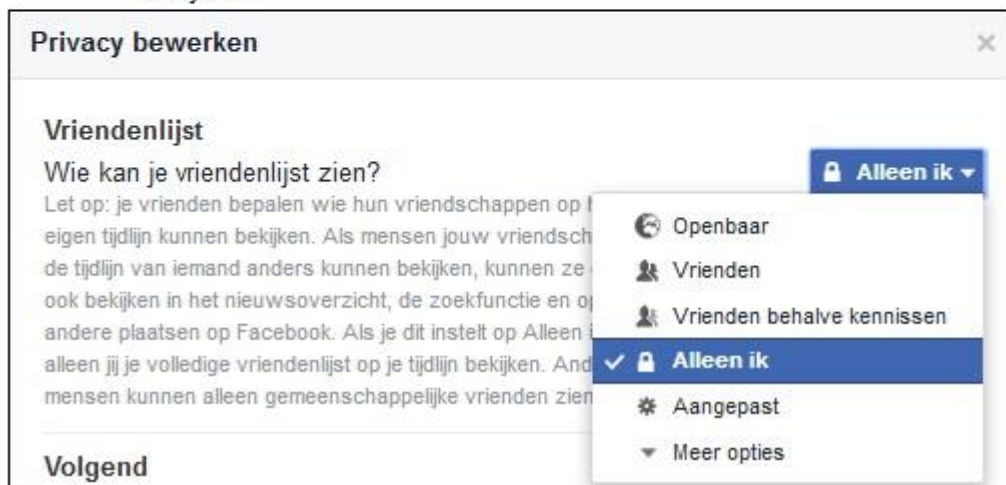 Privacy bewerken
Vriendenlijst
Wie kan je vriendenlijst zien?
Alleen ik
Let op: je vrienden bepalen wie hun vriendschappen op
eigen tijdlijn kunnen bekijken. Als mensen jouw
de tijdlijn van iemand anders kunnen bekijken, kunnen ze
ook bekijken in het nieuwsoverzicht, de zoekfunctie en
andere plaatsen op Facebook. Als je dit instelt op Alleen
alleen jij je volledige vriendenlijst op je tijdlijn bekijken.
mensen kunnen alleen gemeenschappelijke vrienden zien
Openbaar
Vrienden
Vrienden behalve kennissen
Alleen ik
Aangepast
Meer opties
Volgend